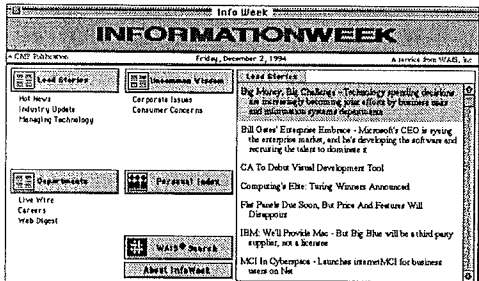 Info Week
INFORMATIONWEEK
A CMP Publication
Friday, December 2, 1994
A service from WAIS, Inc
Lead Stories
Hot News
Industry Update
Managing Technology
Uncommon Wisdom
Corporate Issues
Consumer Concerns
Departments
Live Wire
Careers
Web Digest
Personal Index
WAIS Search
About InfoWeek
Lead Stories
Big Money, Big Challenge - Technology spending decisions
are increasingly becoming joint efforts by business units
and information systems departments
Bill Gates' Enterprise Embrace - Microsoft's CEO is eyeing
the enterprise market, and he's developing the software and
recruiting the talent to dominate it
CA To Debut Visual Development Tool
Computing's Elite: Turing Winners Announced
Flat Panels Due Soon, But Price And Features Will
Disappoint
IBM: We'll Provide Mac - But Big Blue will be a third party
supplier, not a licensee
MCI In Cyberspace - Launches internetMCI for business
users on Net